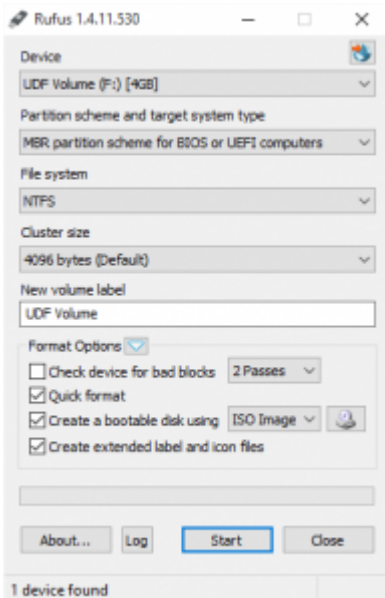 Rufus 1.4.11.530
Device
UDF Volume (F:) [4GB]
Partition scheme and target system type
MBR partition scheme for BIOS or UEFI computers
File system
NTFS
Cluster size
4096 bytes (Default)
New volume label
UDF Volume
Format Options
Check device for bad blocks 2 Passes
Quick format
Create a bootable disk using ISO Image
Create extended label and icon files
About... Log Start Close
1 device found